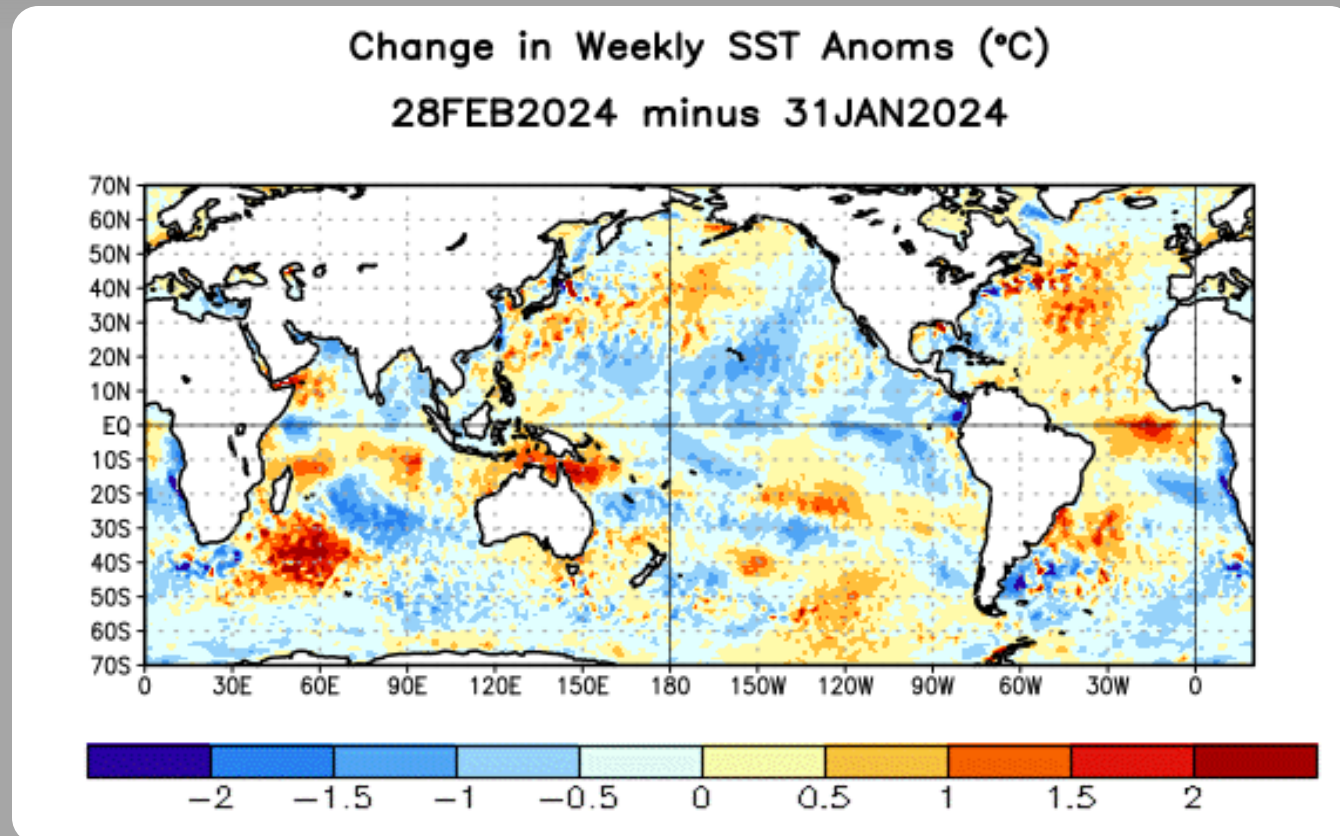 Change in Weekly SST Anoms (°C)
28FEB2024 minus 31JAN2024
70N
60N
50N
40N
30N
20N
10N
EQ
10S
20S
30S
40S
50S
60S
70S
0 30E 60E 90E 120E 150E 180 150W 120W 90W 60W 30W 0
−2 −1.5 −1 −0.5 0 0.5 1 1.5 2